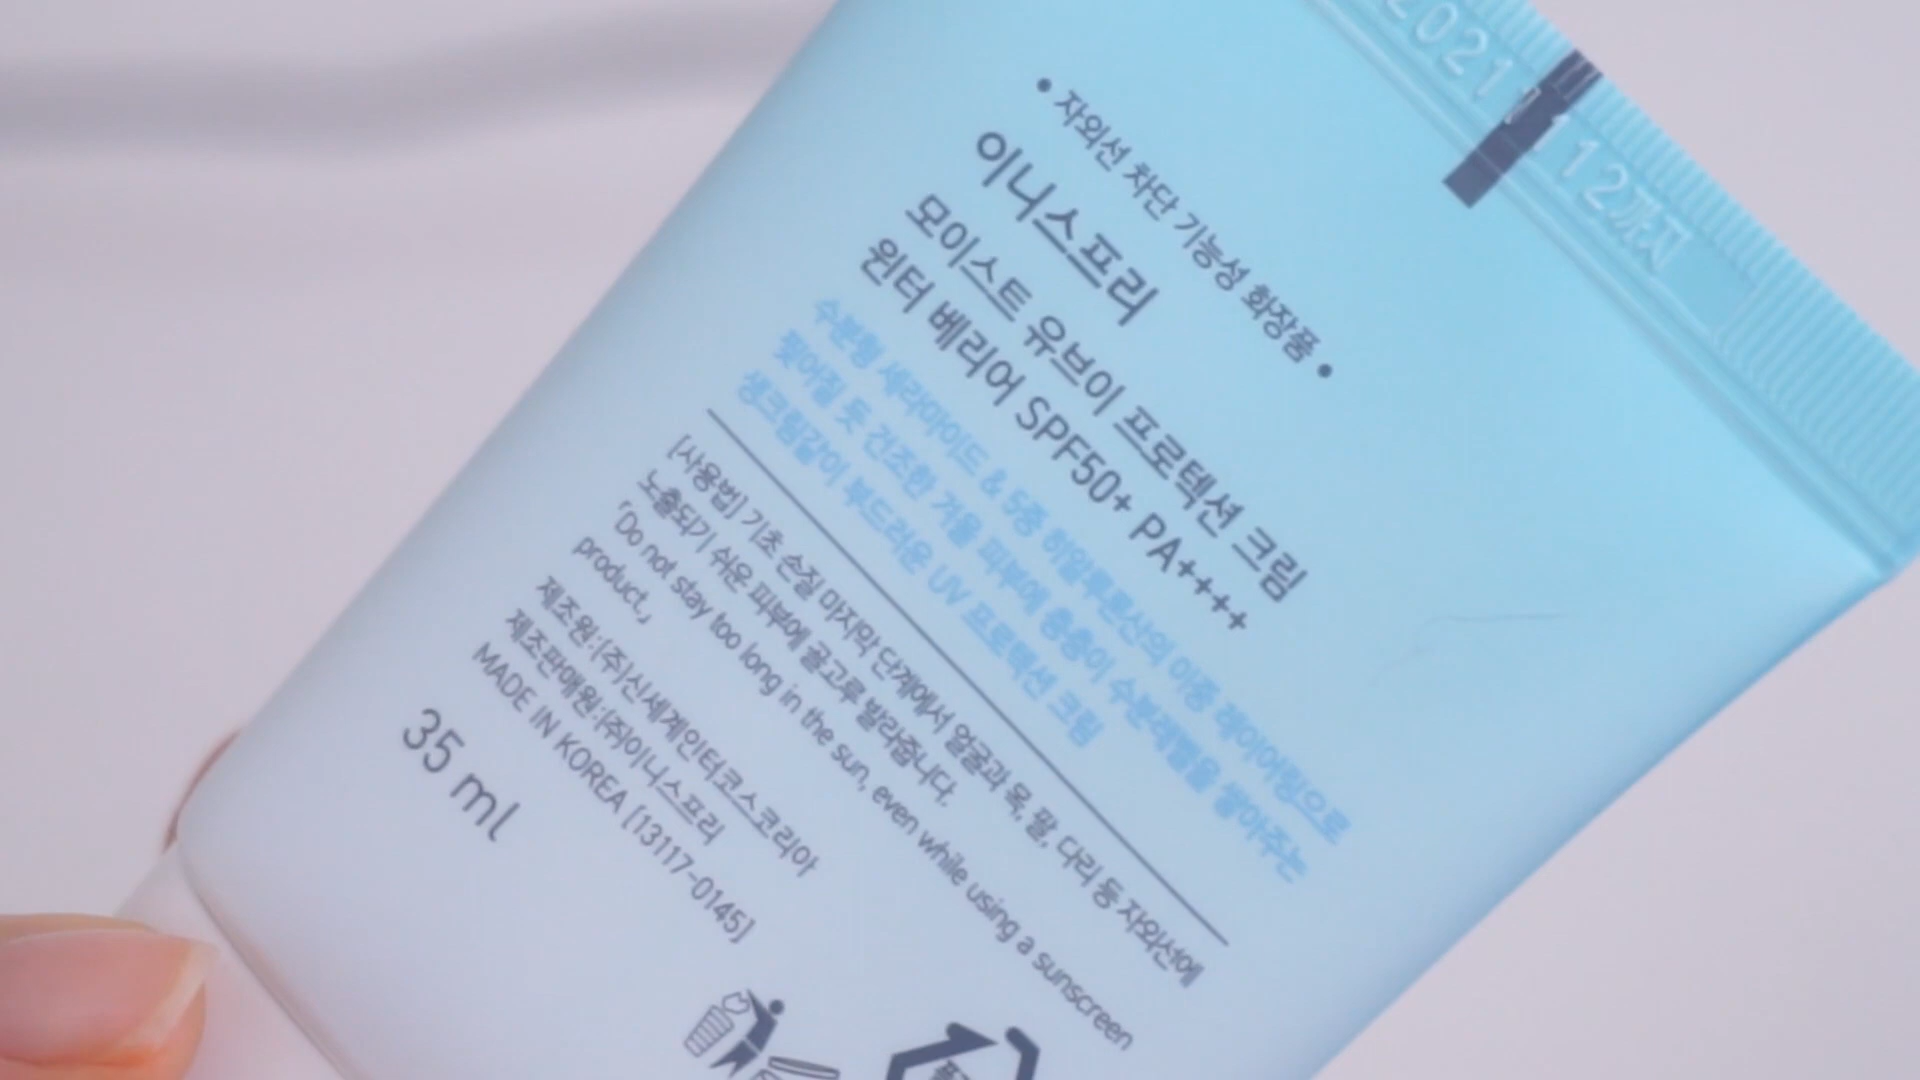 2021 12까지
• 자외선 차단 기능성 화장품 •
이니스프리
모이스트 유브이 프로텍션 크림
윈터 베리어 SPF50+ PA++++
수분형 세라마이드 & 5종 히알루론산의 이중 레이어링으로
찢어질 듯 건조한 겨울 피부에 층층이 수분레벨을 쌓아주는
생크림같이 부드러운 UV 프로텍션 크림
[사용법] 기초 손질 마지막 단계에서 얼굴과 목, 팔, 다리 등 자외선에
노출되기 쉬운 피부에 골고루 발라줍니다.
「Do not stay too long in the sun, even while using a sunscreen
product.」
제조원:(주)신세계인터코스코리아
제조판매원:(주)이니스프리
MADE IN KOREA [13117-0145]
35 ml